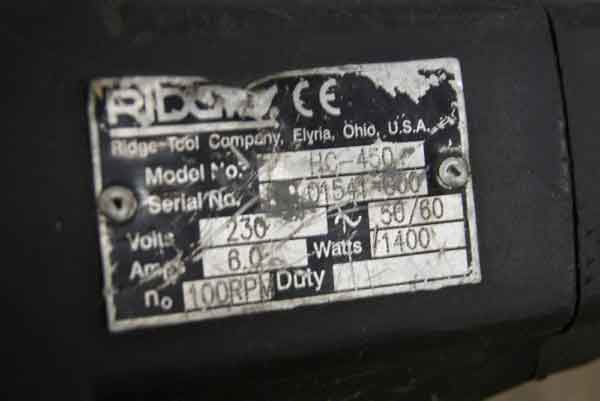 RIDGID CE
Ridge Tool Company, Elyria, Ohio, U.S.A.
Model No. HC-450
Serial No.
Volts 230 ~ 50/60
Amps 6.0 Watts 1400
no 100RPM Duty